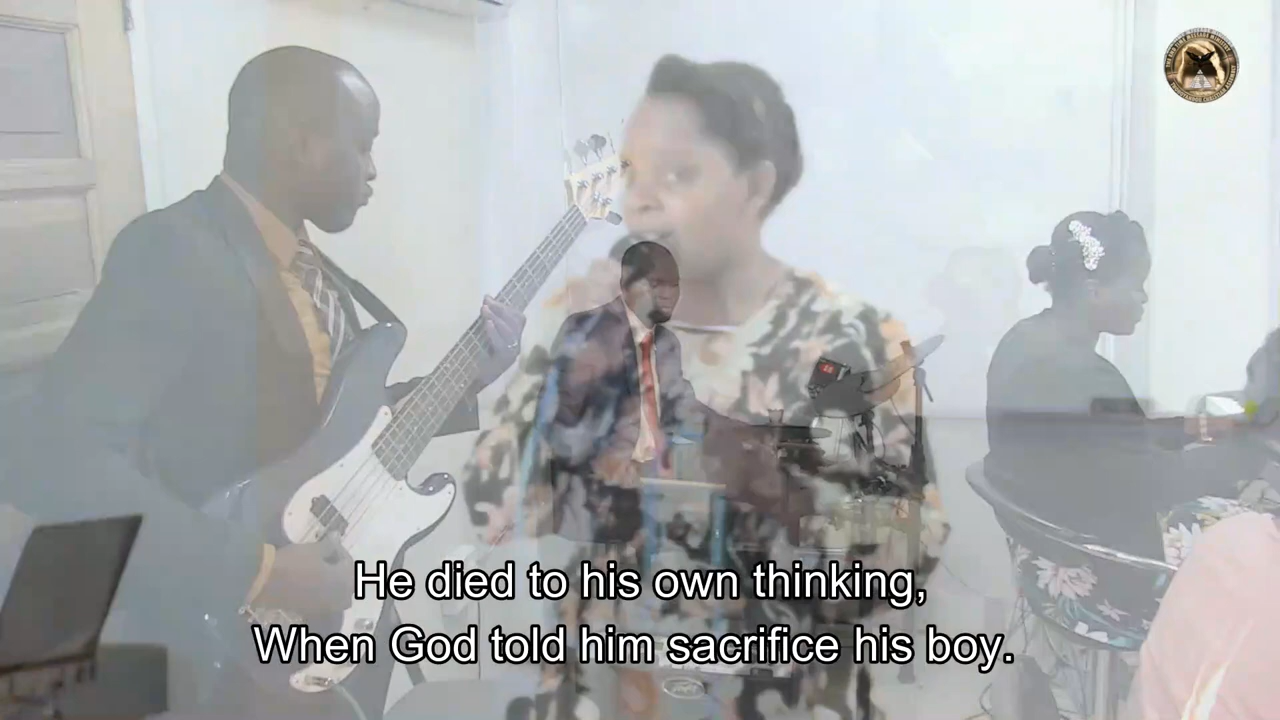 He died to his own thinking,
When God told him sacrifice his boy.